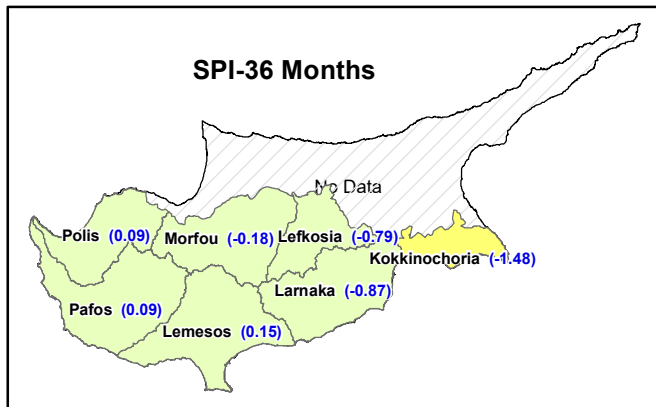 SPI-36 Months
No Data
Polis (0.09)
Morfou (-0.18)
Lefkosia (-0.79)
Kokkinochoria (-1.48)
Larnaka (-0.87)
Pafos (0.09)
Lemesos (0.15)